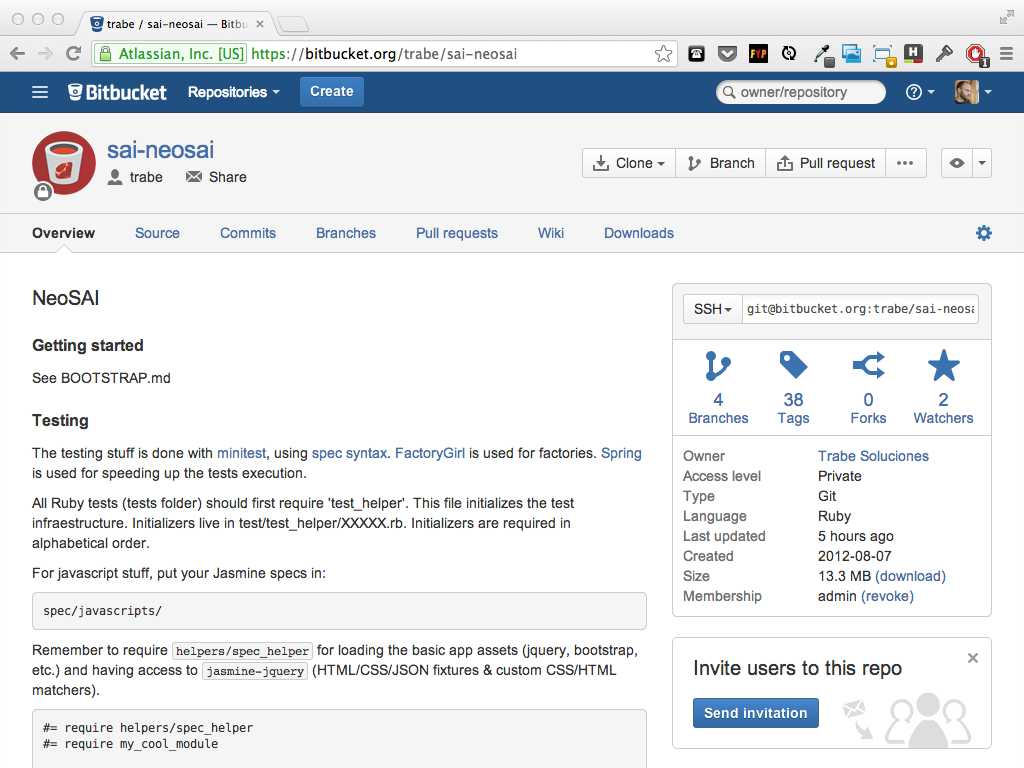 trabe / sai-neosai — Bitbu
Atlassian, Inc. [US] https://bitbucket.org/trabe/sai-neosai
FYP
H
1
Bitbucket Repositories Create owner/repository
sai-neosai
trabe Share
Clone Branch Pull request
Overview Source Commits Branches Pull requests Wiki Downloads
NeoSAI
Getting started
See BOOTSTRAP.md
Testing
The testing stuff is done with minitest, using spec syntax. FactoryGirl is used for factories. Spring
is used for speeding up the tests execution.
All Ruby tests (tests folder) should first require 'test_helper'. This file initializes the test
infraestructure. Initializers live in test/test_helper/XXXXX.rb. Initializers are required in
alphabetical order.
For javascript stuff, put your Jasmine specs in:
spec/javascripts/
Remember to require helpers/spec_helper for loading the basic app assets (jquery, bootstrap,
etc.) and having access to jasmine-jquery (HTML/CSS/JSON fixtures & custom CSS/HTML
matchers).
#= require helpers/spec_helper
#= require my_cool_module
SSH git@bitbucket.org:trabe/sai-neosa
4 38 0 2
Branches Tags Forks Watchers
Owner Trabe Soluciones
Access level Private
Type Git
Language Ruby
Last updated 5 hours ago
Created 2012-08-07
Size 13.3 MB (download)
Membership admin (revoke)
Invite users to this repo
Send invitation